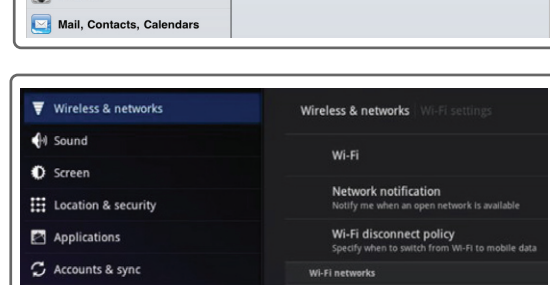 Mail, Contacts, Calendars
Wireless & networks
Sound
Screen
Location & security
Applications
Accounts & sync
Wireless & networks Wi-Fi settings
Wi-Fi
Network notification
Notify me when an open network is available
Wi-Fi disconnect policy
Specify when to switch from Wi-Fi to mobile data
Wi-Fi networks